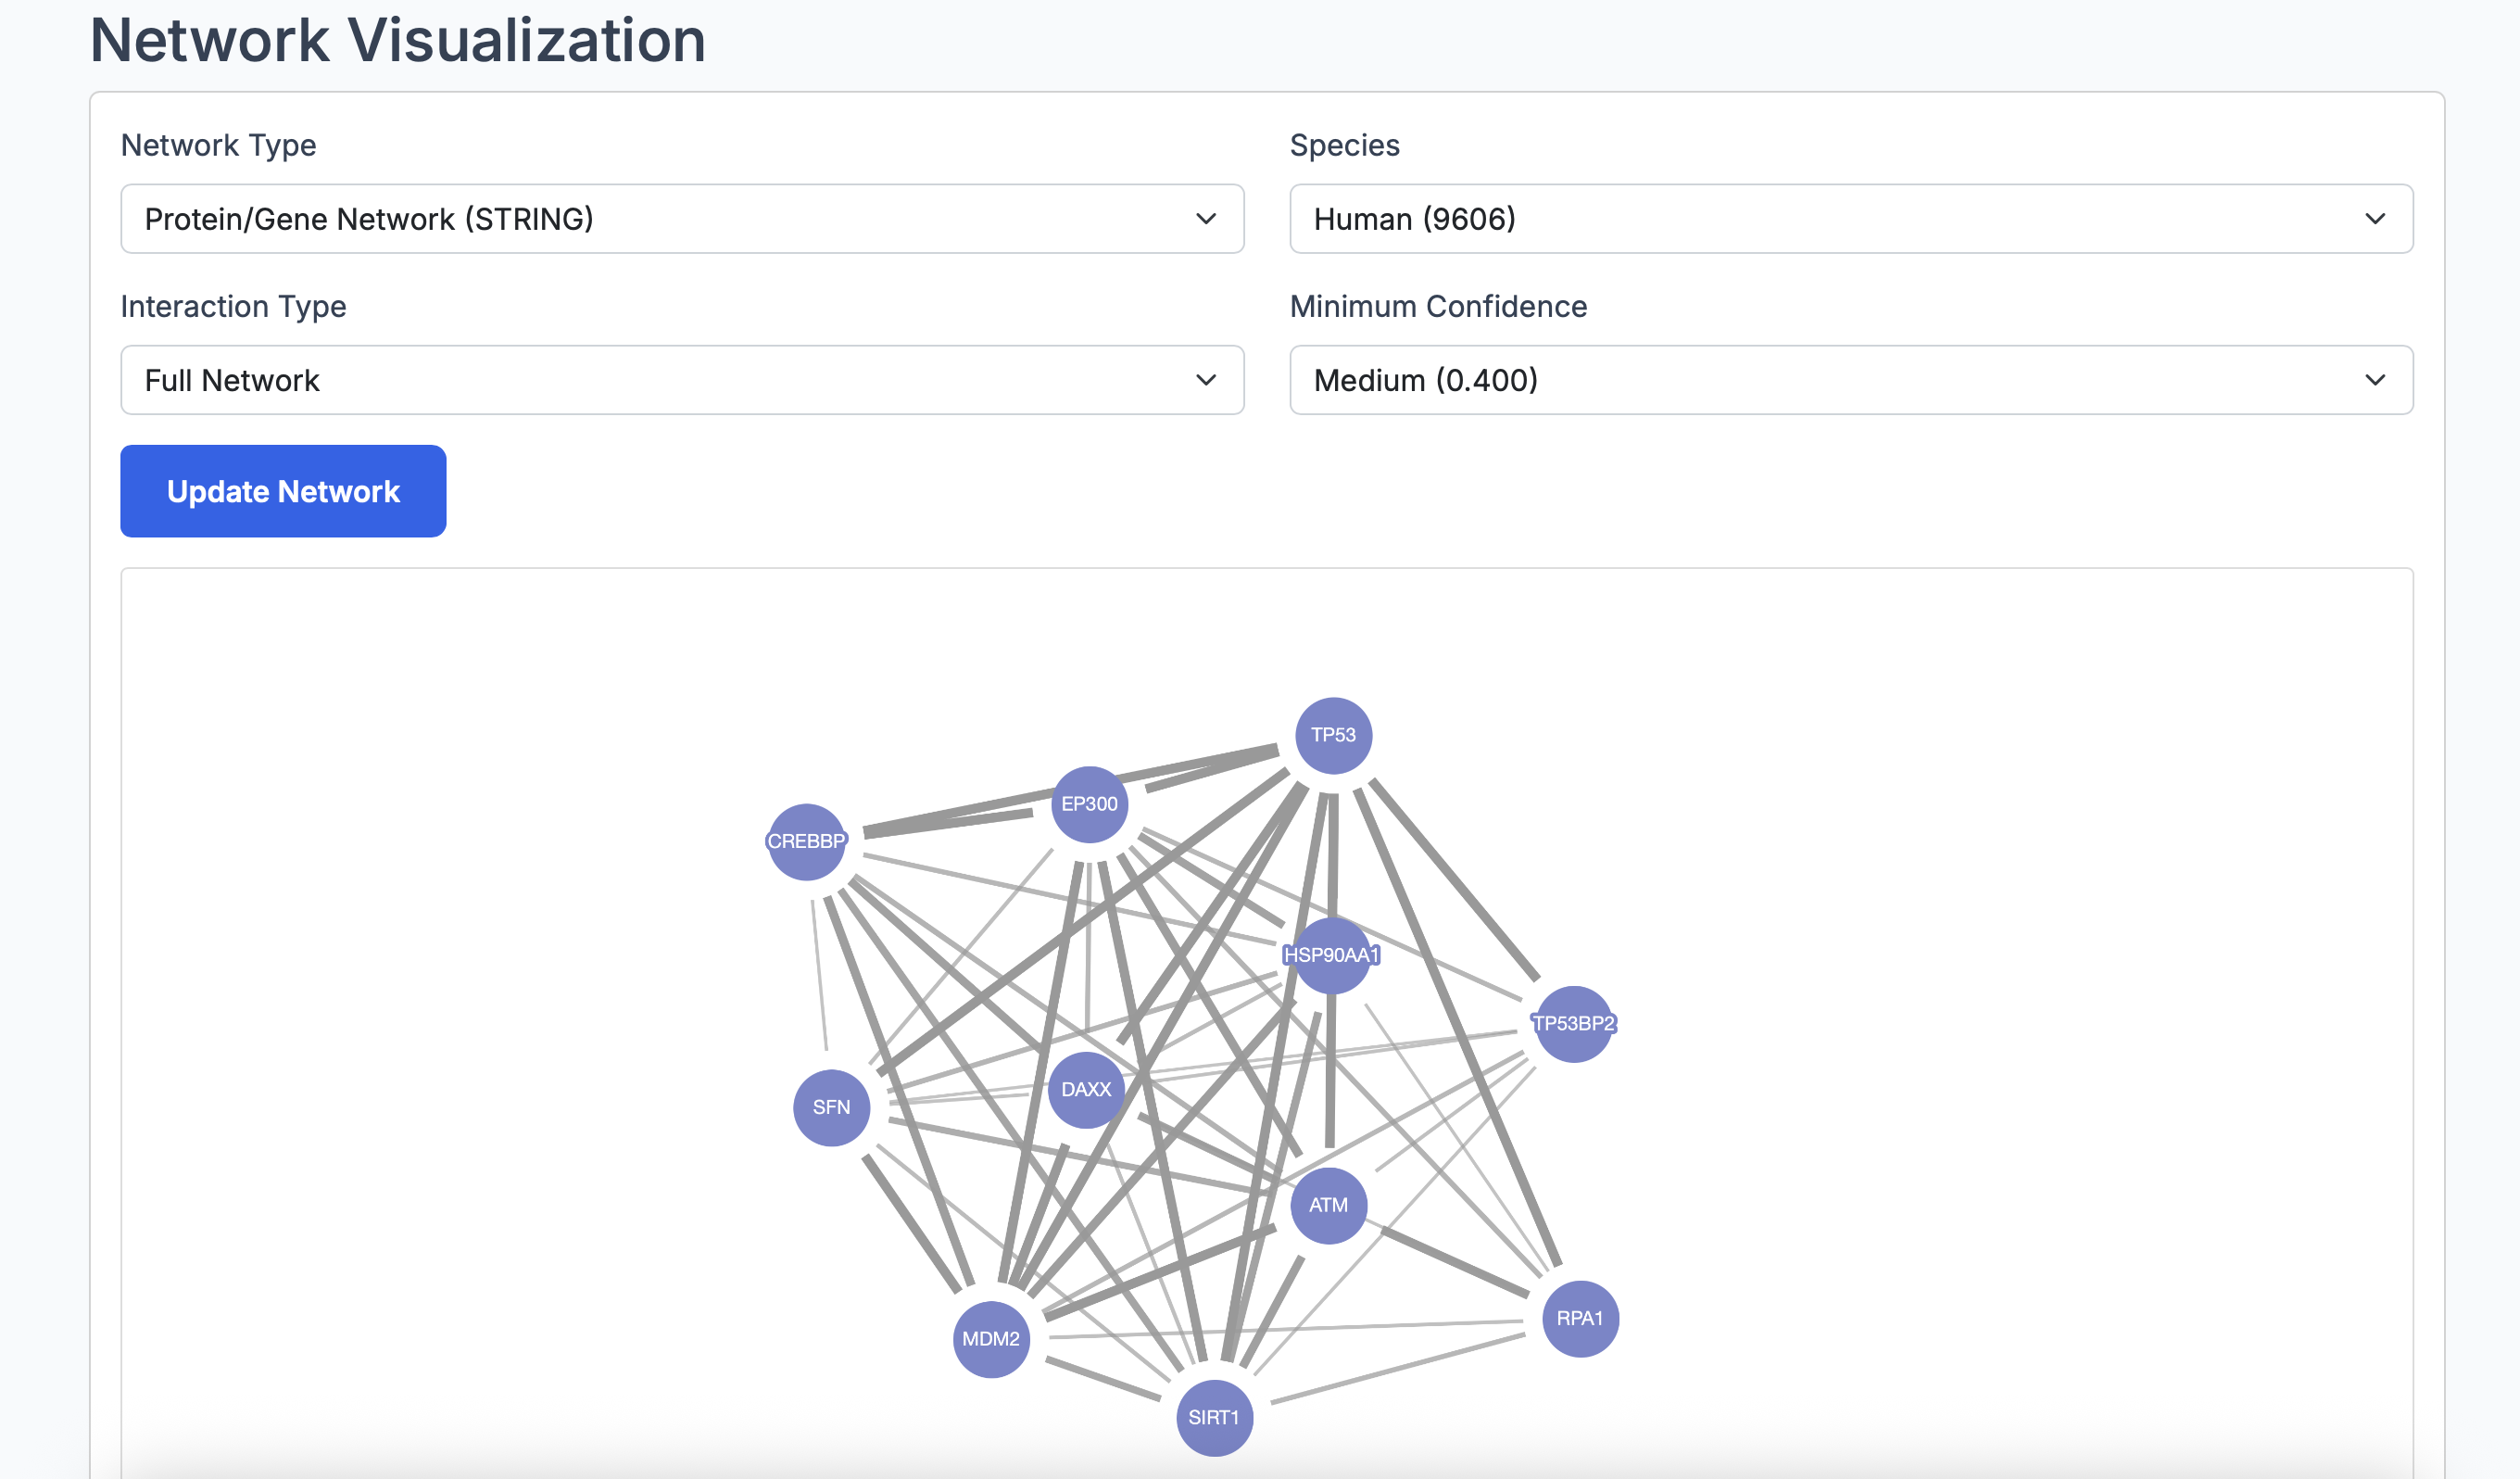 Network Visualization
Network Type
Species
Protein/Gene Network (STRING)
Human (9606)
Interaction Type
Minimum Confidence
Full Network
Medium (0.400)
Update Network
TP53
EP300
CREBBP
HSP90AA1
TP53BP2
DAXX
SFN
ATM
RPA1
MDM2
SIRT1